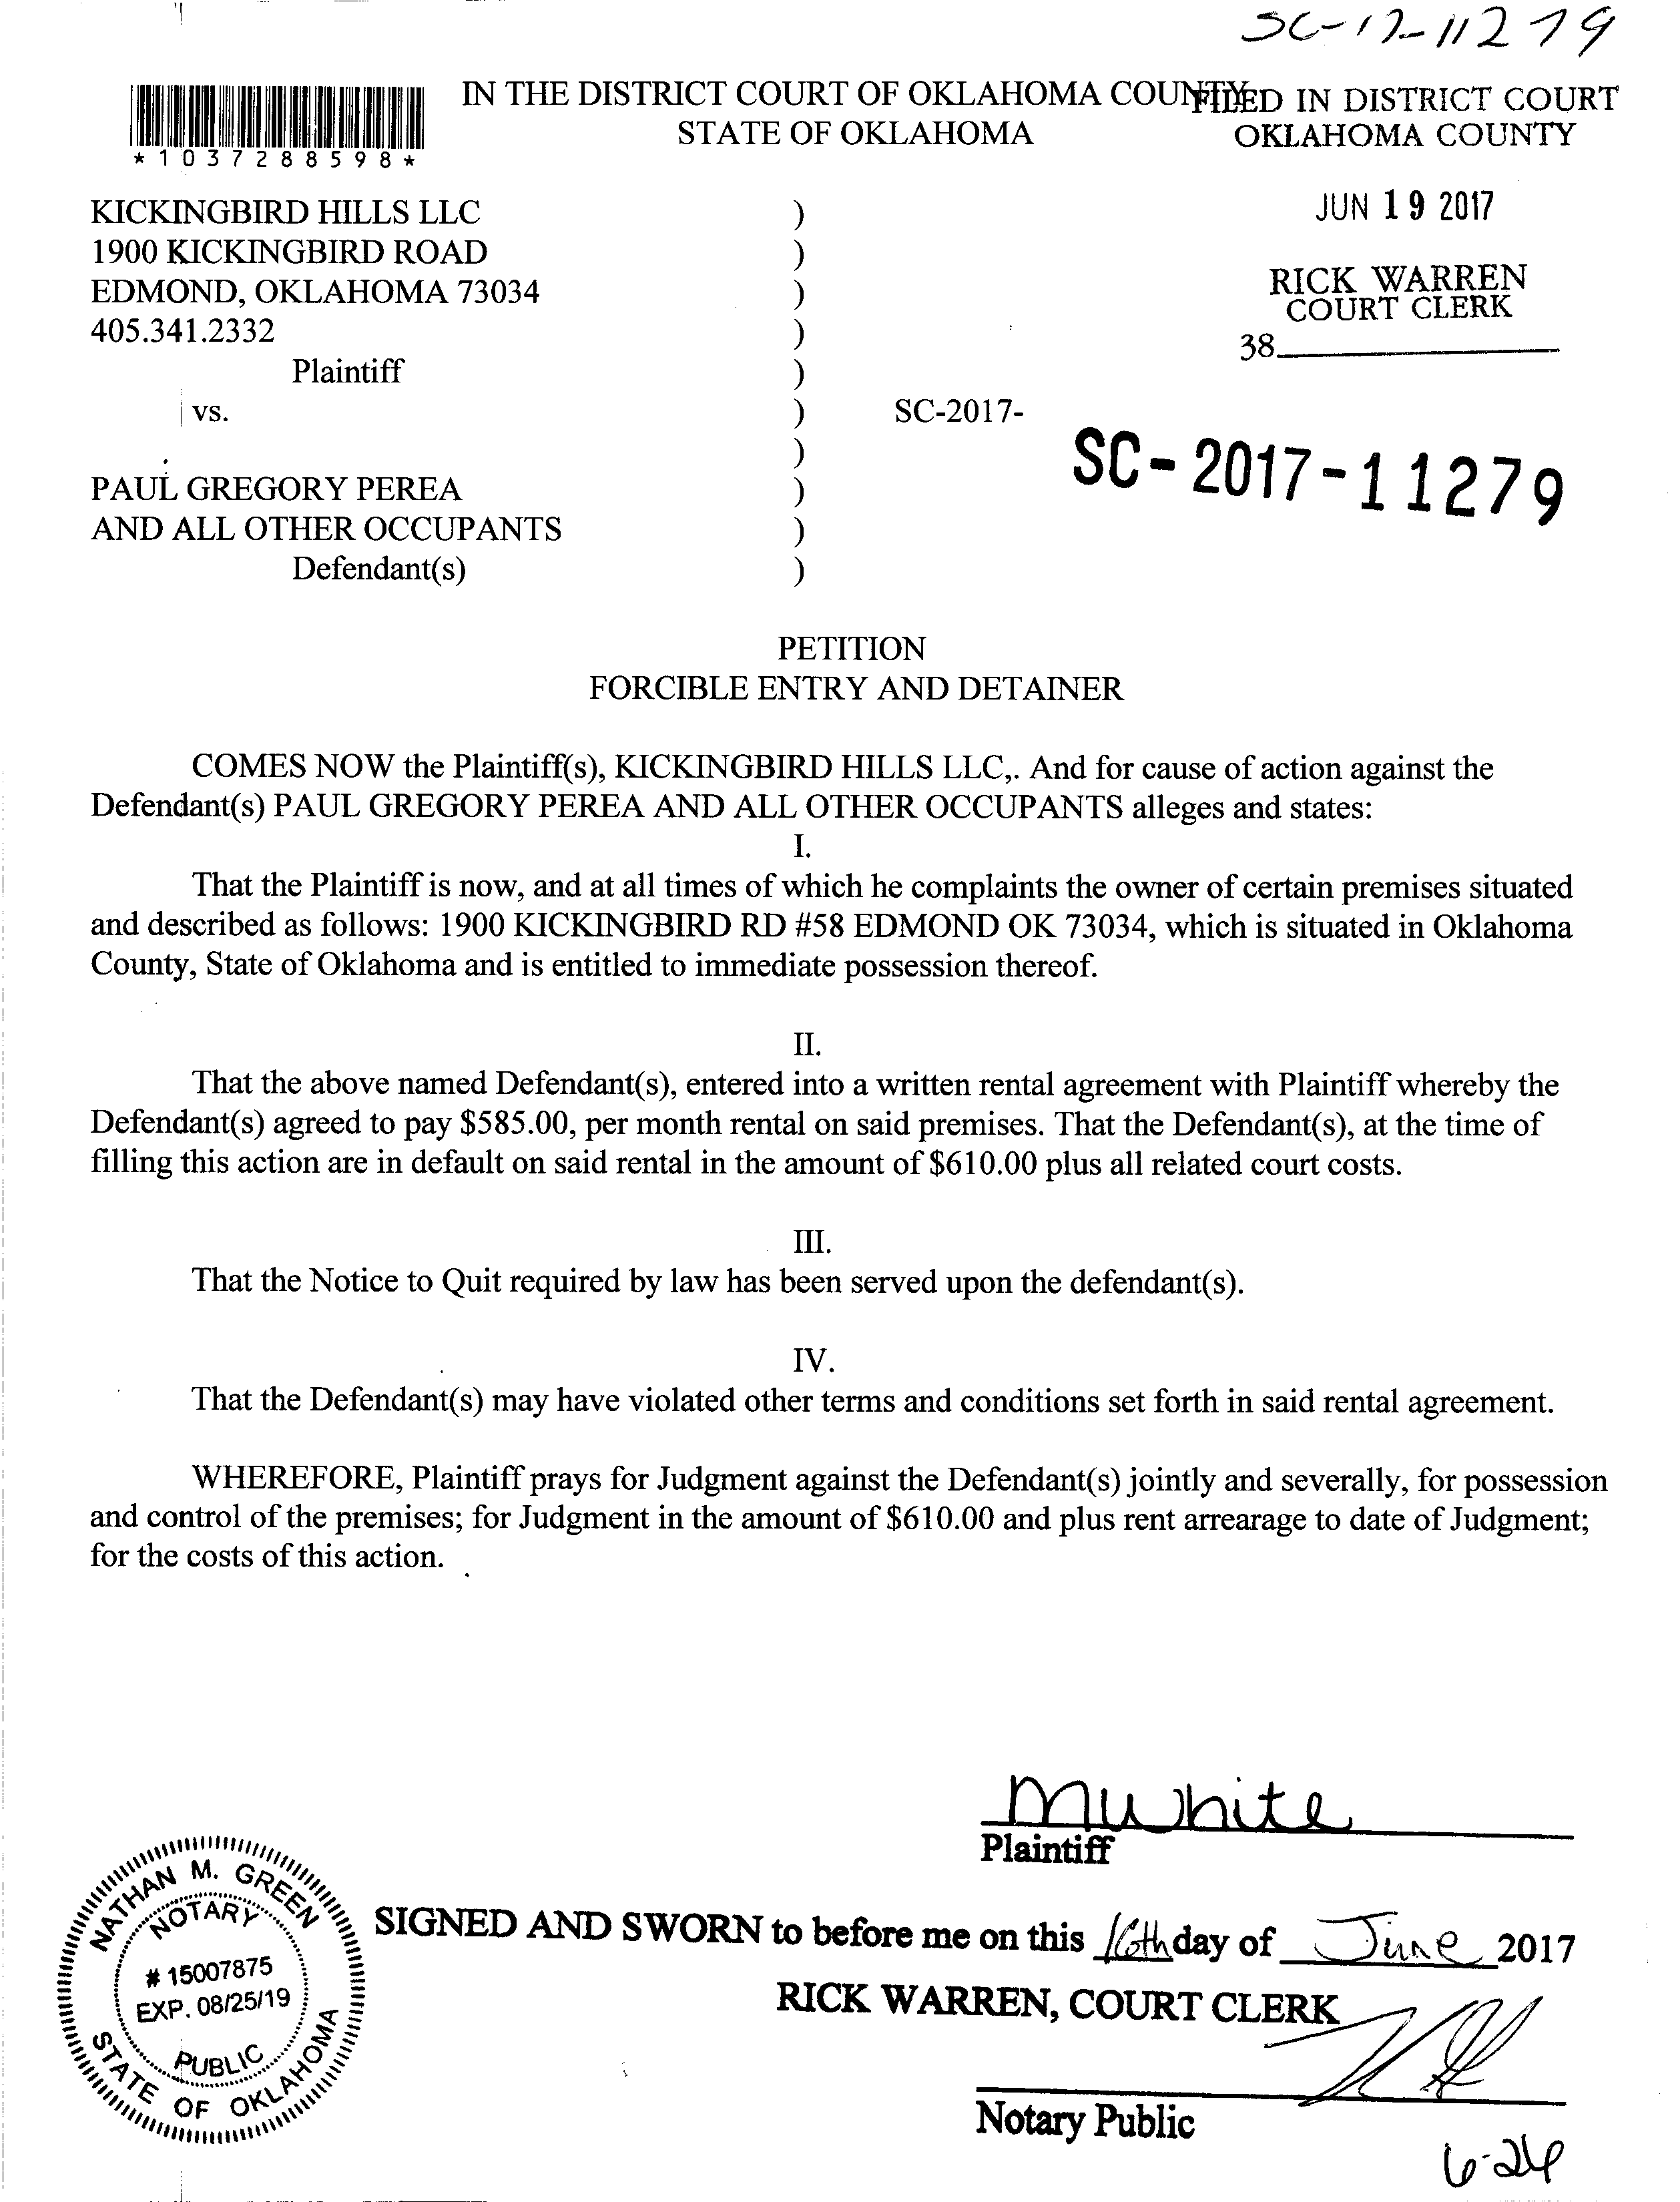 SC-17-11279
*1037288598*
IN THE DISTRICT COURT OF OKLAHOMA COUNTY
STATE OF OKLAHOMA
FILED IN DISTRICT COURT
OKLAHOMA COUNTY
JUN 19 2017
RICK WARREN
COURT CLERK
38
KICKINGBIRD HILLS LLC )
1900 KICKINGBIRD ROAD )
EDMOND, OKLAHOMA 73034 )
405.341.2332 )
Plaintiff )
vs. ) SC-2017-
)
SC-2017-11279
PAUL GREGORY PEREA )
AND ALL OTHER OCCUPANTS )
Defendant(s) )
PETITION
FORCIBLE ENTRY AND DETAINER
COMES NOW the Plaintiff(s), KICKINGBIRD HILLS LLC,. And for cause of action against the
Defendant(s) PAUL GREGORY PEREA AND ALL OTHER OCCUPANTS alleges and states:
I.
That the Plaintiff is now, and at all times of which he complaints the owner of certain premises situated
and described as follows: 1900 KICKINGBIRD RD #58 EDMOND OK 73034, which is situated in Oklahoma
County, State of Oklahoma and is entitled to immediate possession thereof.
II.
That the above named Defendant(s), entered into a written rental agreement with Plaintiff whereby the
Defendant(s) agreed to pay $585.00, per month rental on said premises. That the Defendant(s), at the time of
filling this action are in default on said rental in the amount of $610.00 plus all related court costs.
III.
That the Notice to Quit required by law has been served upon the defendant(s).
IV.
That the Defendant(s) may have violated other terms and conditions set forth in said rental agreement.
WHEREFORE, Plaintiff prays for Judgment against the Defendant(s) jointly and severally, for possession
and control of the premises; for Judgment in the amount of $610.00 and plus rent arrearage to date of Judgment;
for the costs of this action.
MWhite
Plaintiff
NATHAN M. GREEN
NOTARY
# 15007875
EXP. 08/25/19
PUBLIC
STATE OF OKLAHOMA
SIGNED AND SWORN to before me on this 16th day of June 2017
RICK WARREN, COURT CLERK
Notary Public
6-26